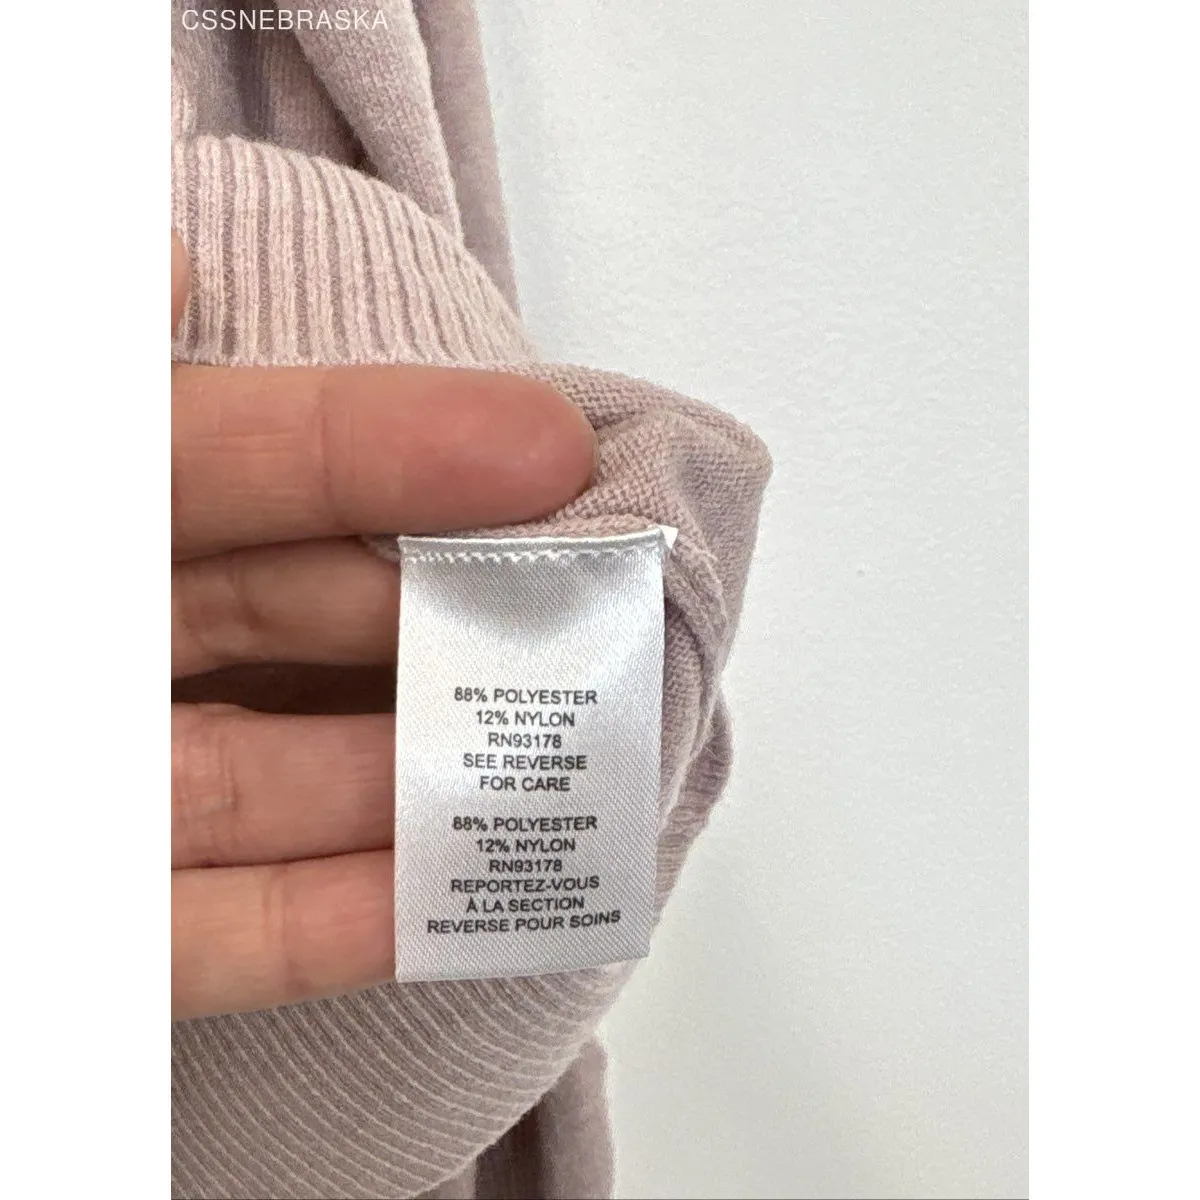 CSSNEBRASKA
88% POLYESTER
12% NYLON
RN93178
SEE REVERSE
FOR CARE
88% POLYESTER
12% NYLON
RN93178
REPORTEZ-VOUS
À LA SECTION
REVERSE POUR SOINS